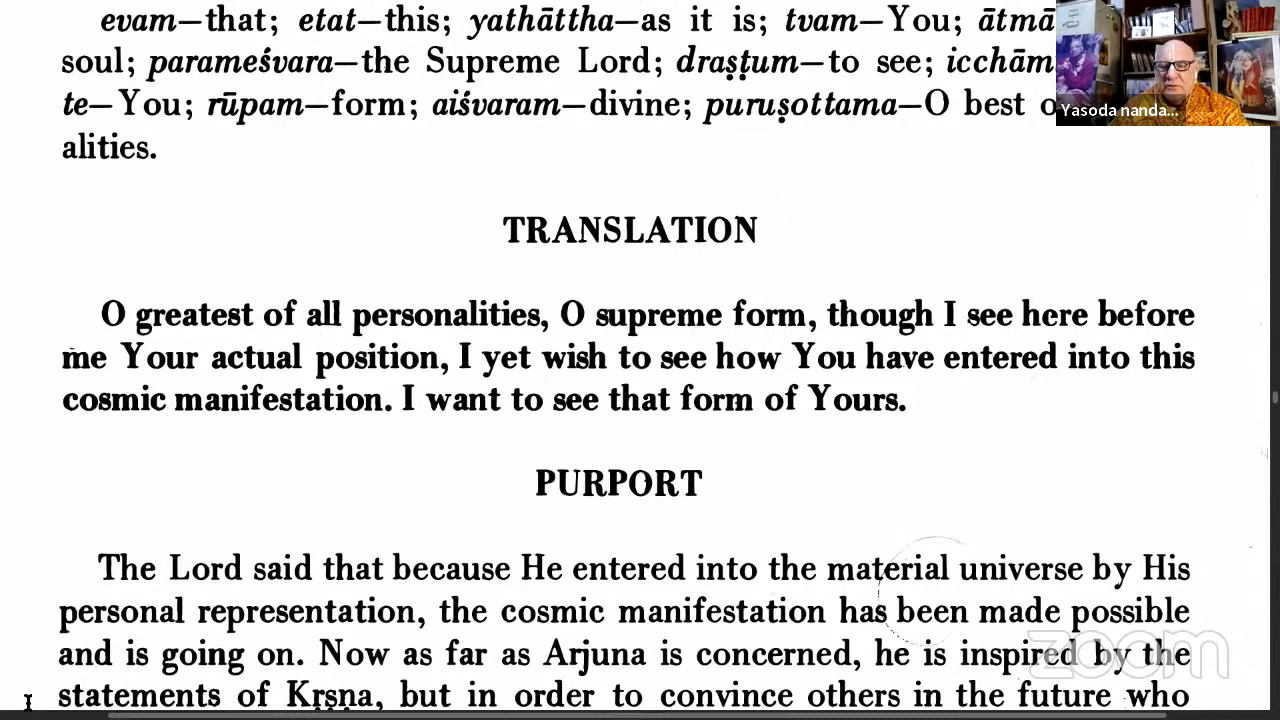 evam—that; etat—this; yathāttha—as it is; tvam—You; ātmā
soul; parameśvara—the Supreme Lord; draṣṭum—to see; icchām
te—You; rūpam—form; aiśvaram—divine; puruṣottama—O best o
alities.
TRANSLATION
O greatest of all personalities, O supreme form, though I see here before
me Your actual position, I yet wish to see how You have entered into this
cosmic manifestation. I want to see that form of Yours.
PURPORT
The Lord said that because He entered into the material universe by His
personal representation, the cosmic manifestation has been made possible
and is going on. Now as far as Arjuna is concerned, he is inspired by the
statements of Kṛṣṇa, but in order to convince others in the future who
Yasoda nanda...
zoom